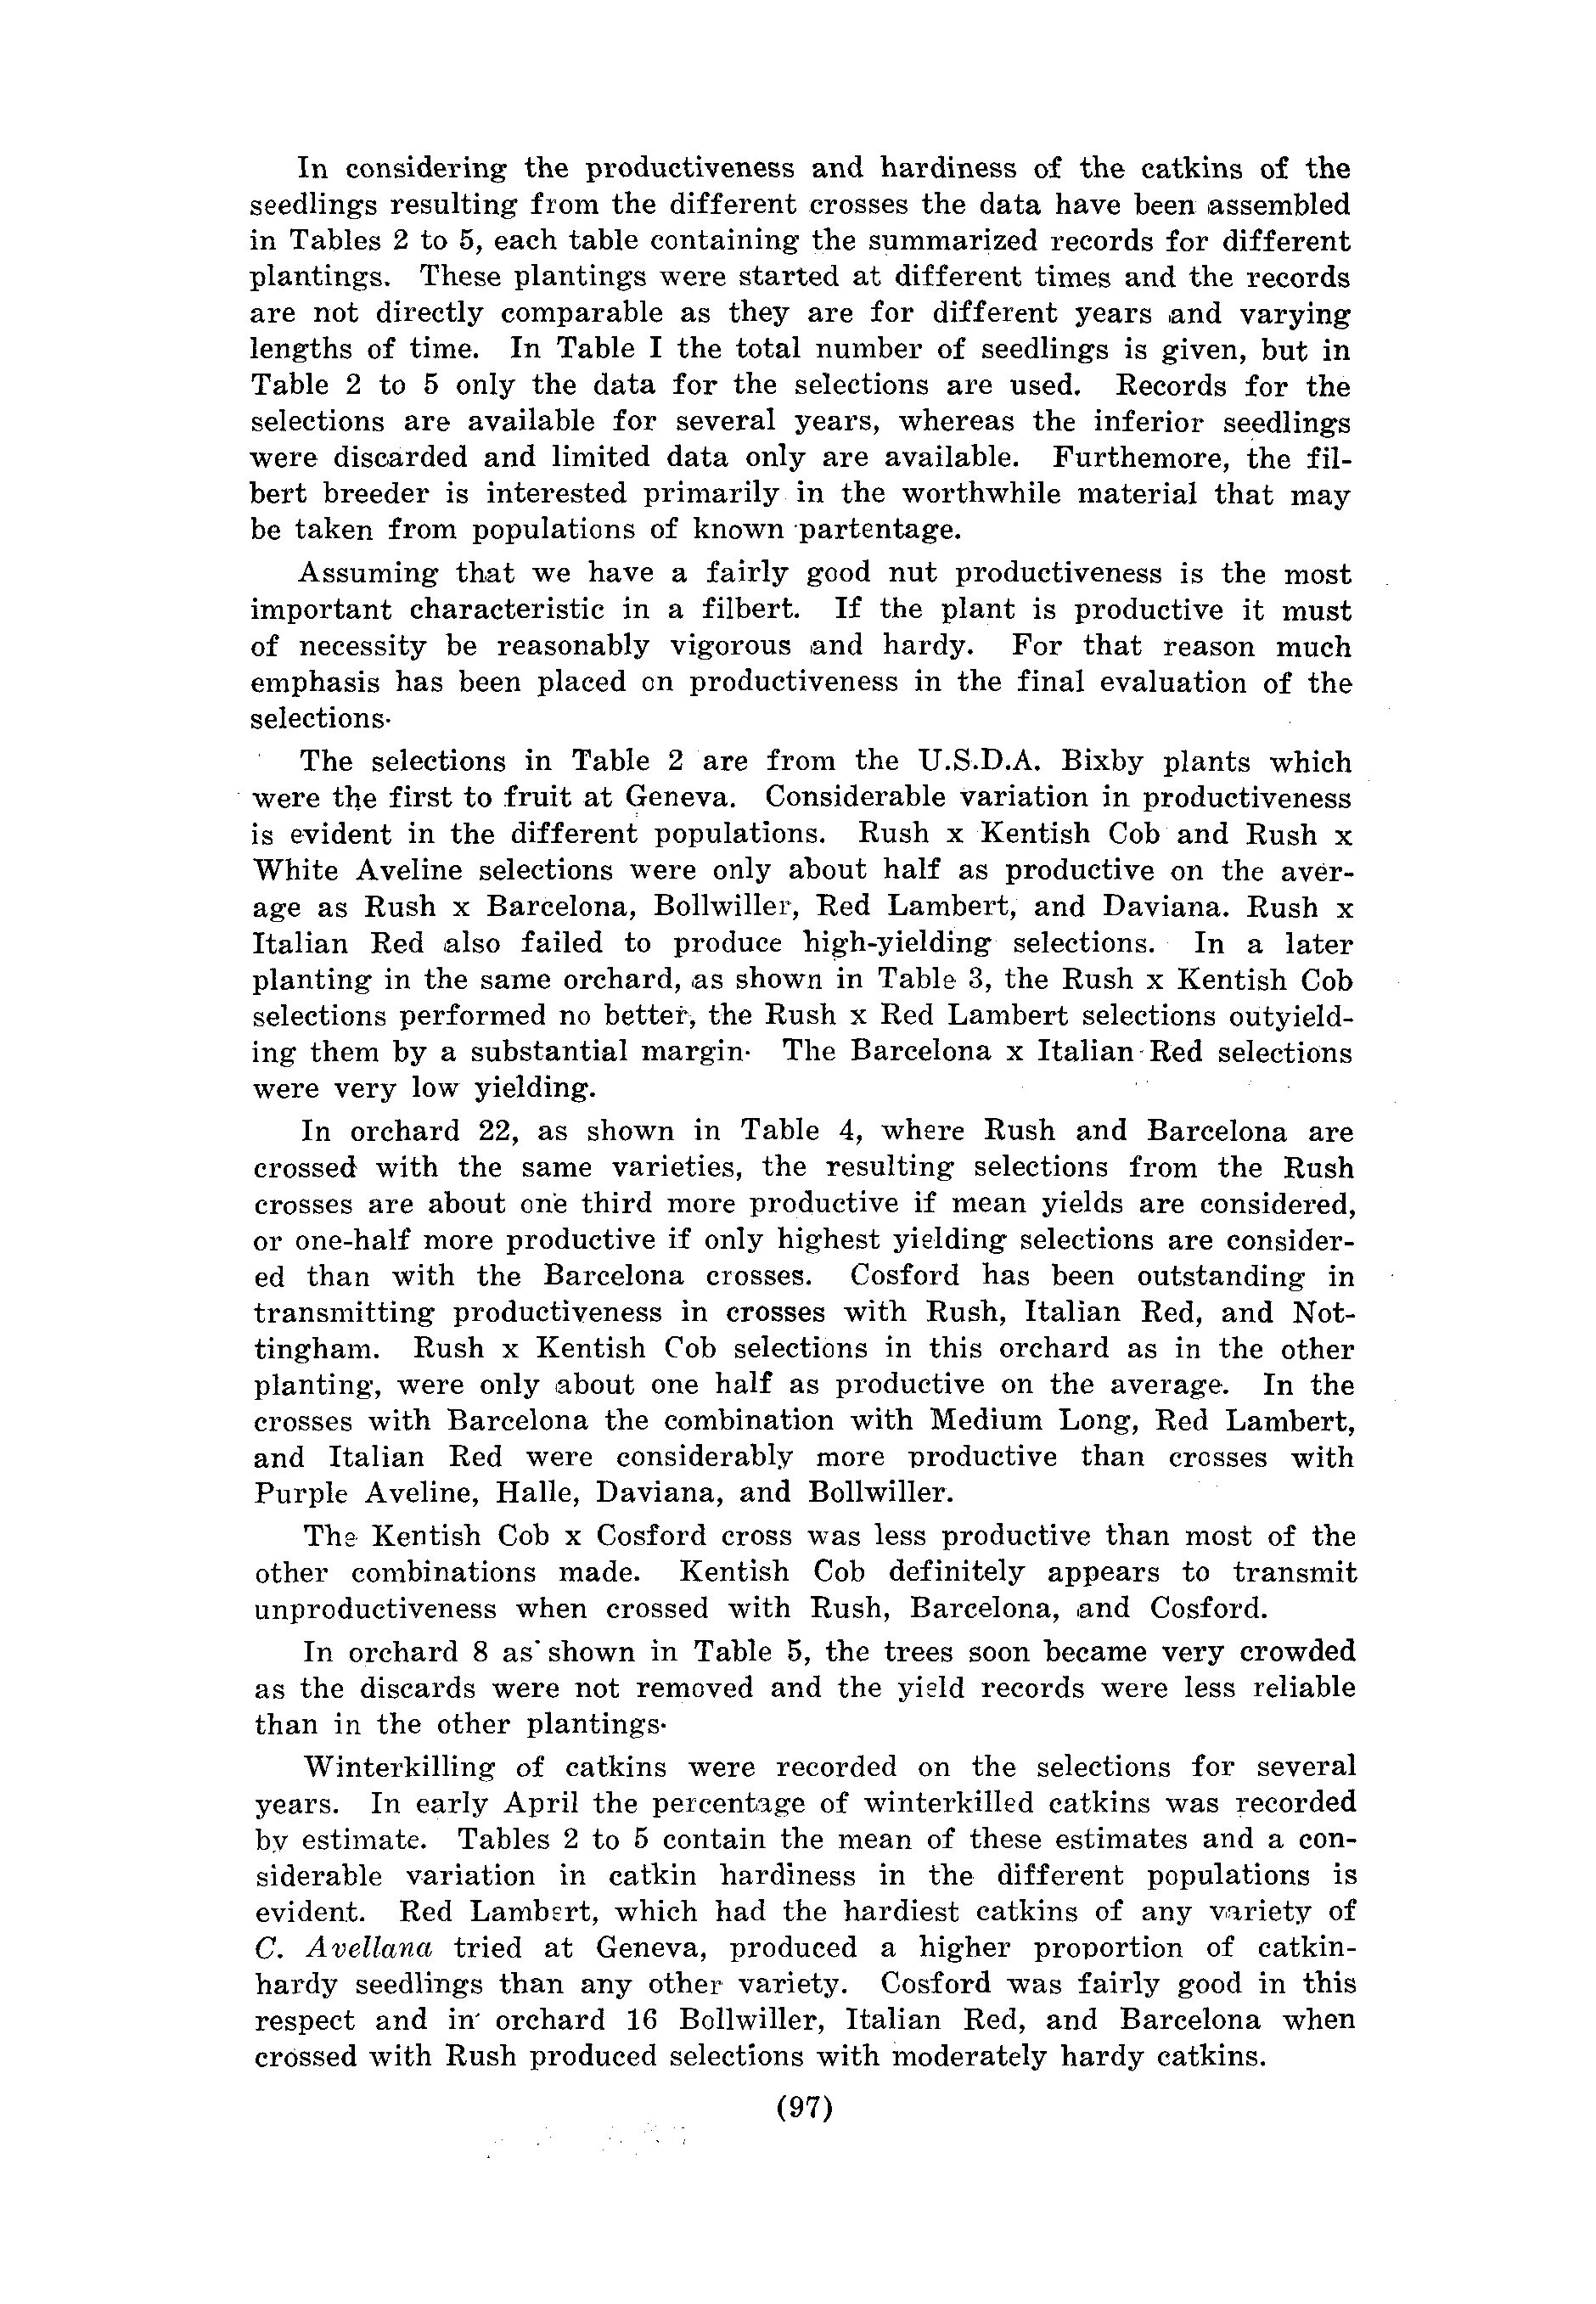 In considering the productiveness and hardiness of the catkins of the
seedlings resulting from the different crosses the data have been assembled
in Tables 2 to 5, each table containing the summarized records for different
plantings. These plantings were started at different times and the records
are not directly comparable as they are for different years and varying
lengths of time. In Table I the total number of seedlings is given, but in
Table 2 to 5 only the data for the selections are used. Records for the
selections are available for several years, whereas the inferior seedlings
were discarded and limited data only are available. Furthemore, the fil-
bert breeder is interested primarily in the worthwhile material that may
be taken from populations of known partentage.
Assuming that we have a fairly good nut productiveness is the most
important characteristic in a filbert. If the plant is productive it must
of necessity be reasonably vigorous and hardy. For that reason much
emphasis has been placed on productiveness in the final evaluation of the
selections.
The selections in Table 2 are from the U.S.D.A. Bixby plants which
were the first to fruit at Geneva. Considerable variation in productiveness
is evident in the different populations. Rush x Kentish Cob and Rush x
White Aveline selections were only about half as productive on the aver-
age as Rush x Barcelona, Bollwiller, Red Lambert, and Daviana. Rush x
Italian Red also failed to produce high-yielding selections. In a later
planting in the same orchard, as shown in Table 3, the Rush x Kentish Cob
selections performed no better, the Rush x Red Lambert selections outyield-
ing them by a substantial margin. The Barcelona x Italian Red selections
were very low yielding.
In orchard 22, as shown in Table 4, where Rush and Barcelona are
crossed with the same varieties, the resulting selections from the Rush
crosses are about one third more productive if mean yields are considered,
or one-half more productive if only highest yielding selections are consider-
ed than with the Barcelona crosses. Cosford has been outstanding in
transmitting productiveness in crosses with Rush, Italian Red, and Not-
tingham. Rush x Kentish Cob selections in this orchard as in the other
planting, were only about one half as productive on the average. In the
crosses with Barcelona the combination with Medium Long, Red Lambert,
and Italian Red were considerably more productive than crosses with
Purple Aveline, Halle, Daviana, and Bollwiller.
The Kentish Cob x Cosford cross was less productive than most of the
other combinations made. Kentish Cob definitely appears to transmit
unproductiveness when crossed with Rush, Barcelona, and Cosford.
In orchard 8 as shown in Table 5, the trees soon became very crowded
as the discards were not removed and the yield records were less reliable
than in the other plantings.
Winterkilling of catkins were recorded on the selections for several
years. In early April the percentage of winterkilled catkins was recorded
by estimate. Tables 2 to 5 contain the mean of these estimates and a con-
siderable variation in catkin hardiness in the different populations is
evident. Red Lambert, which had the hardiest catkins of any variety of
C. Avellana tried at Geneva, produced a higher proportion of catkin-
hardy seedlings than any other variety. Cosford was fairly good in this
respect and in orchard 16 Bollwiller, Italian Red, and Barcelona when
crossed with Rush produced selections with moderately hardy catkins.
(97)